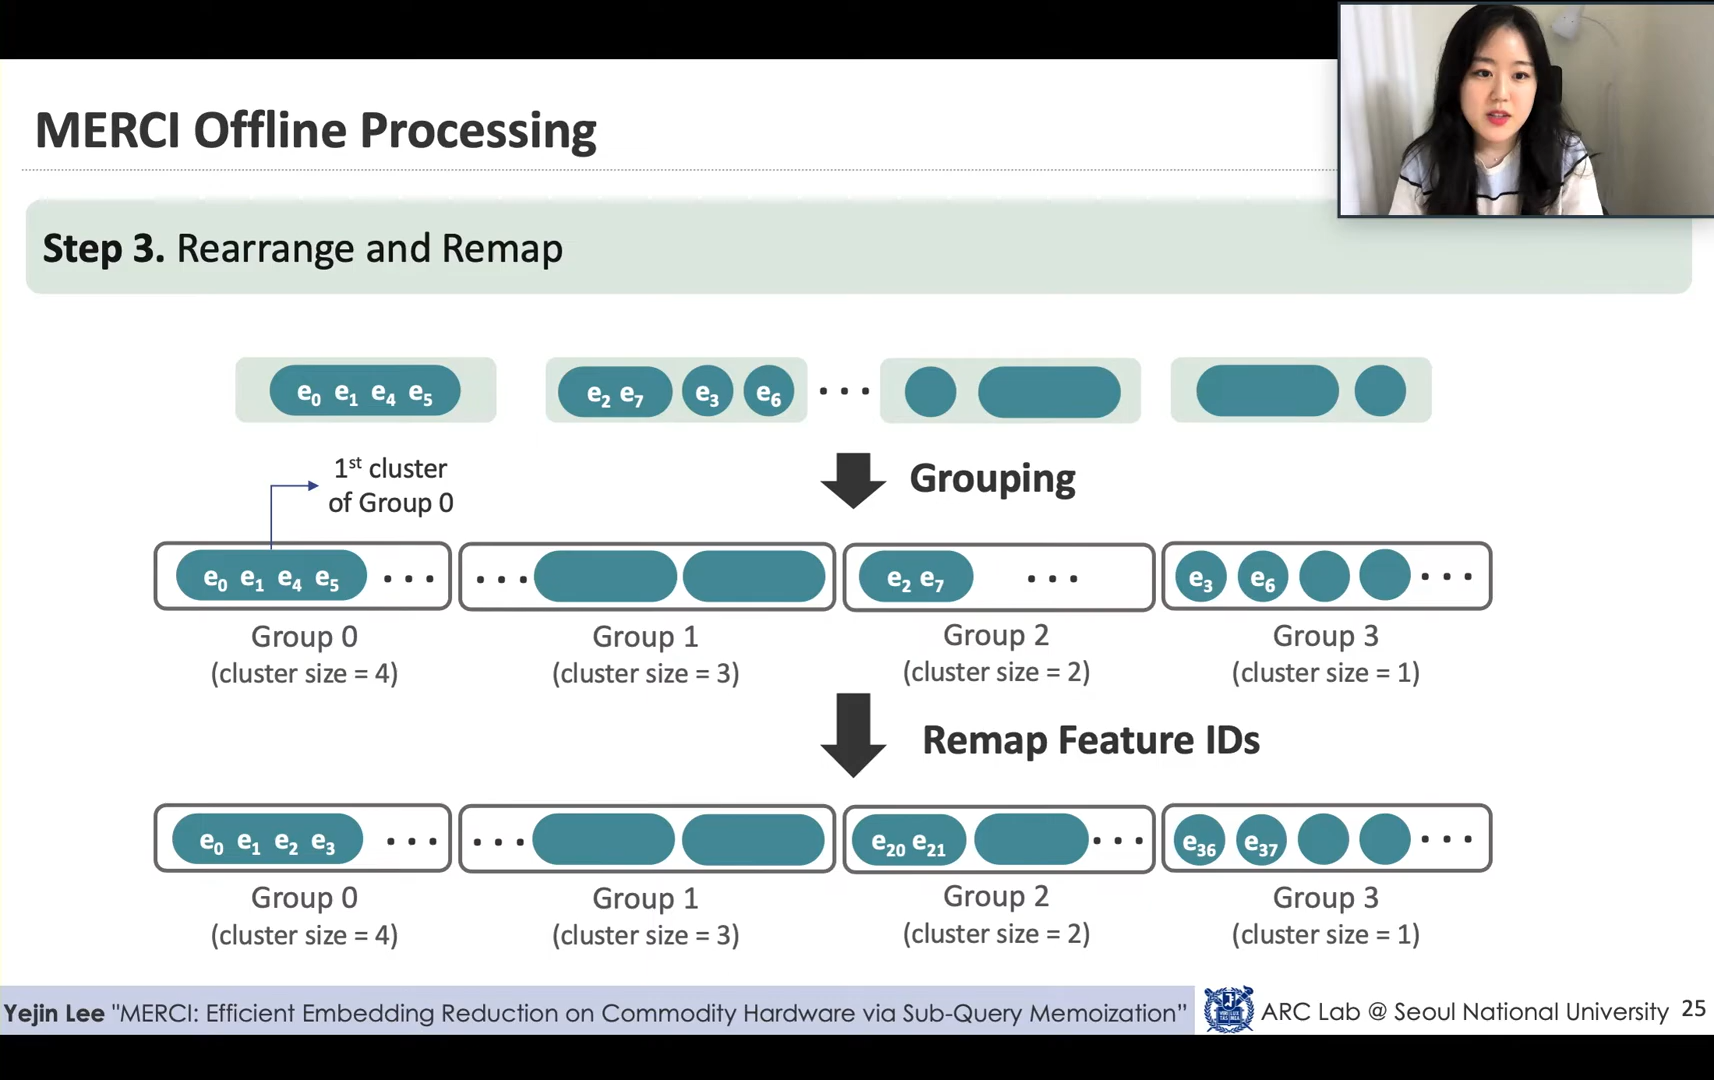 MERCI Offline Processing
Step 3. Rearrange and Remap
e0 e1 e4 e5
e2 e7 e3 e6 ...
1st cluster
of Group 0
Grouping
e0 e1 e4 e5 ...
...
e2 e7 ...
e3 e6 ...
Group 0
(cluster size = 4)
Group 1
(cluster size = 3)
Group 2
(cluster size = 2)
Group 3
(cluster size = 1)
Remap Feature IDs
e0 e1 e2 e3 ...
...
e20 e21 ...
e36 e37 ...
Group 0
(cluster size = 4)
Group 1
(cluster size = 3)
Group 2
(cluster size = 2)
Group 3
(cluster size = 1)
Yejin Lee "MERCI: Efficient Embedding Reduction on Commodity Hardware via Sub-Query Memoization”
ARC Lab @ Seoul National University 25